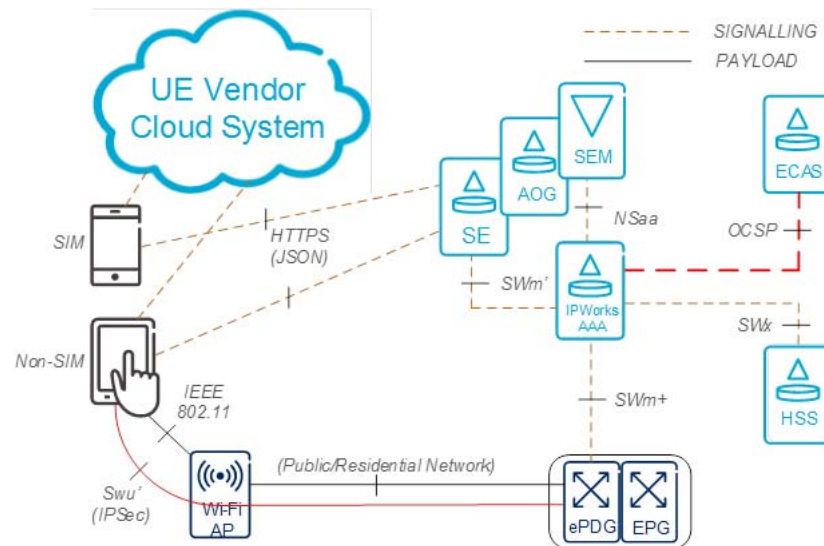 SIGNALLING
PAYLOAD
UE Vendor
Cloud System
SEM
AOG
SE
ECAS
SIM
HTTPS
(JSON)
NSaa
OCSP
SWm'
IPWorks
AAA
SWx
Non-SIM
IEEE
802.11
SWm+
HSS
(Public/Residential Network)
Swu'
(IPSec)
Wi-Fi
AP
ePDG
EPG